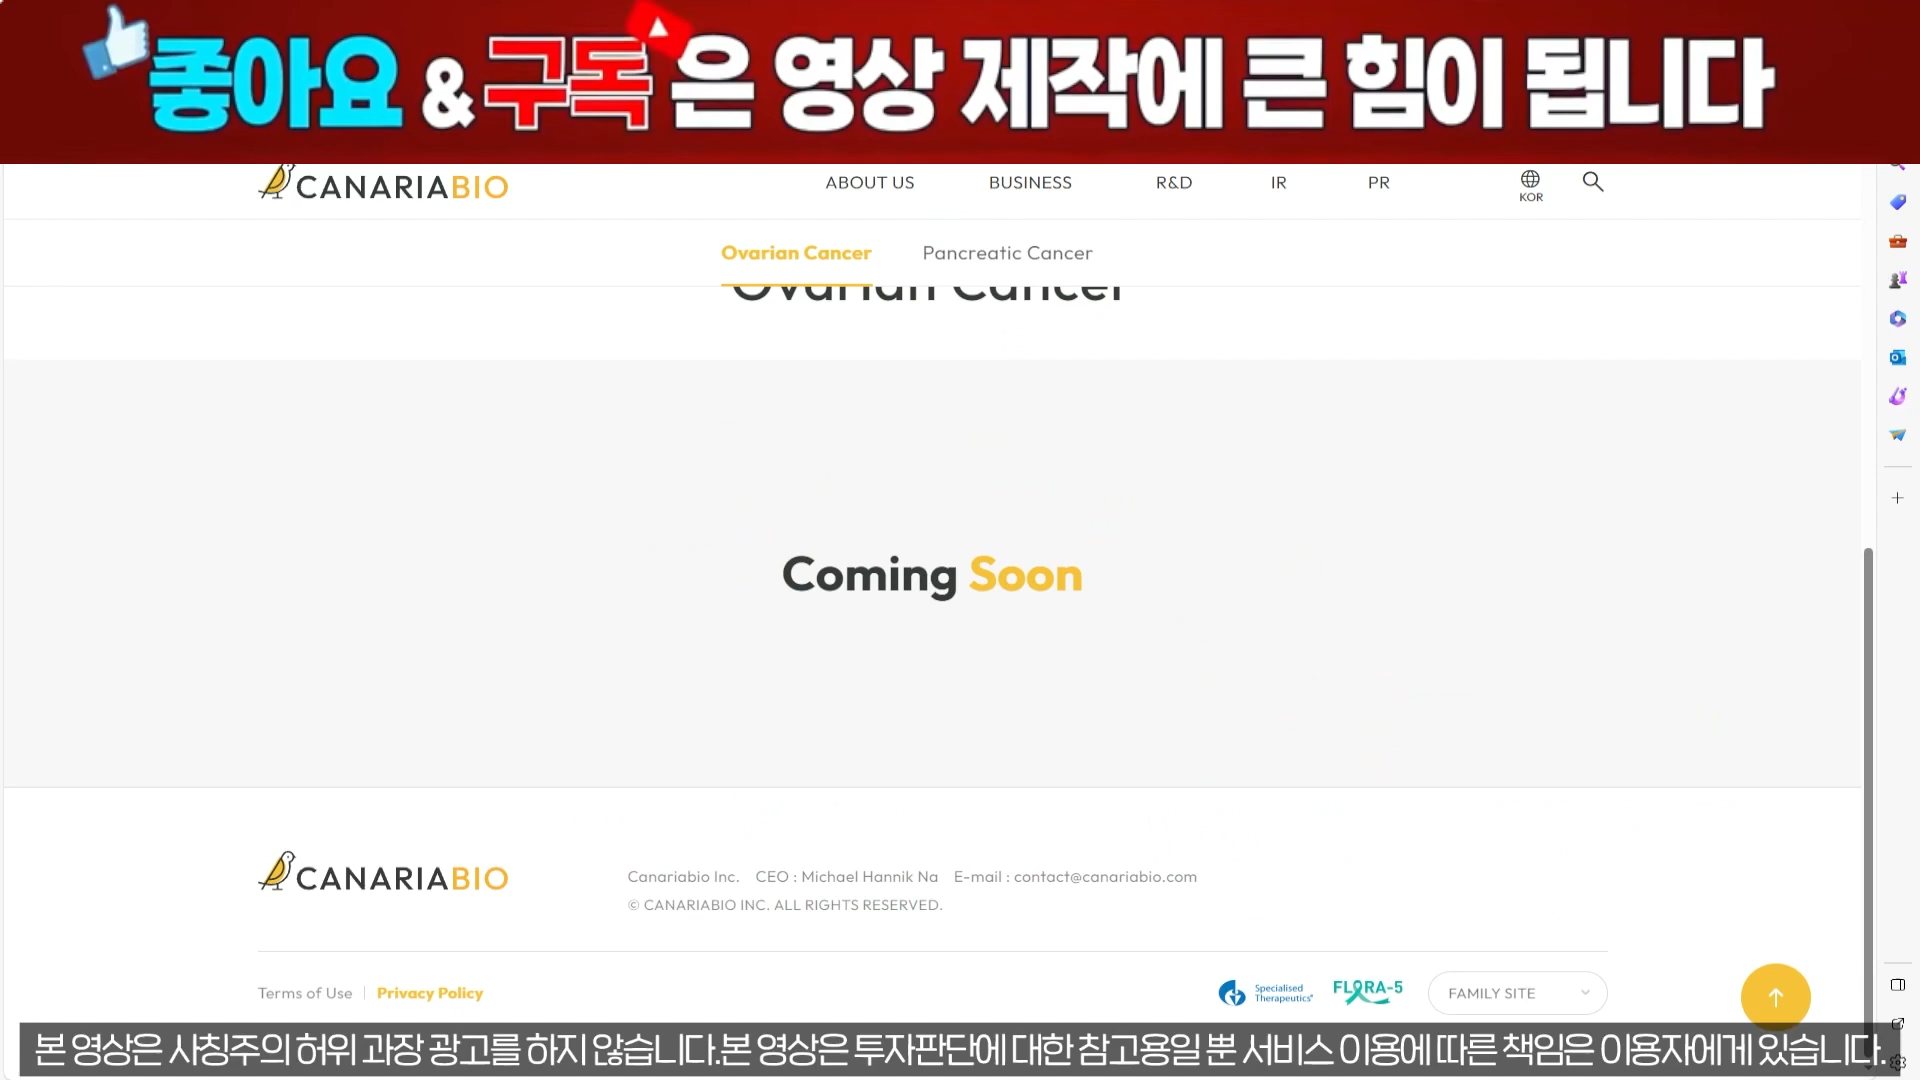 좋아요 & 구독은 영상 제작에 큰 힘이 됩니다
CANARIABIO
ABOUT US BUSINESS R&D IR PR KOR
Ovarian Cancer Pancreatic Cancer
Ovarian Cancer
Coming Soon
CANARIABIO
Canariabio Inc. CEO : Michael Hannik Na E-mail : contact@canariabio.com
© CANARIABIO INC. ALL RIGHTS RESERVED.
Terms of Use | Privacy Policy
Specialised Therapeutics
FLORA-5
FAMILY SITE
본 영상은 사칭주의 허위 과장 광고를 하지 않습니다.본 영상은 투자판단에 대한 참고용일 뿐 서비스 이용에 따른 책임은 이용자에게 있습니다.